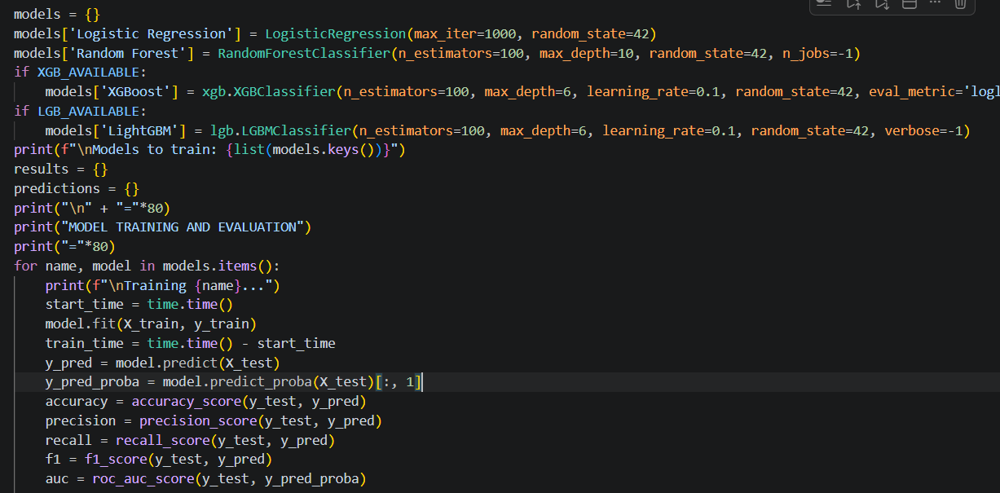 models = {}
models['Logistic Regression'] = LogisticRegression(max_iter=1000, random_state=42)
models['Random Forest'] = RandomForestClassifier(n_estimators=100, max_depth=10, random_state=42, n_jobs=-1)
if XGB_AVAILABLE:
    models['XGBoost'] = xgb.XGBClassifier(n_estimators=100, max_depth=6, learning_rate=0.1, random_state=42, eval_metric='logl
if LGB_AVAILABLE:
    models['LightGBM'] = lgb.LGBMClassifier(n_estimators=100, max_depth=6, learning_rate=0.1, random_state=42, verbose=-1)
print(f"\nModels to train: {list(models.keys())}")
results = {}
predictions = {}
print("\n" + "="*80)
print("MODEL TRAINING AND EVALUATION")
print("="*80)
for name, model in models.items():
    print(f"\nTraining {name}...")
    start_time = time.time()
    model.fit(X_train, y_train)
    train_time = time.time() - start_time
    y_pred = model.predict(X_test)
    y_pred_proba = model.predict_proba(X_test)[:, 1]
    accuracy = accuracy_score(y_test, y_pred)
    precision = precision_score(y_test, y_pred)
    recall = recall_score(y_test, y_pred)
    f1 = f1_score(y_test, y_pred)
    auc = roc_auc_score(y_test, y_pred_proba)